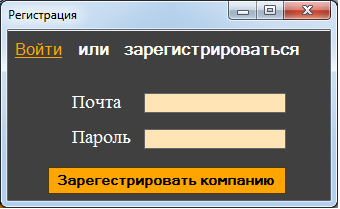 Регистрация
Войти или зарегистрироваться
Почта
Пароль
Зарегестрировать компанию